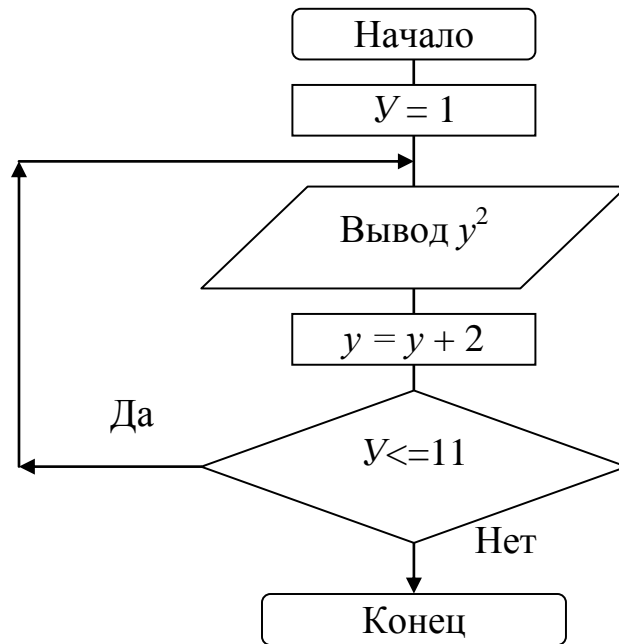 Начало
У = 1
Вывод y²
y = y + 2
Да
У<=11
Нет
Конец